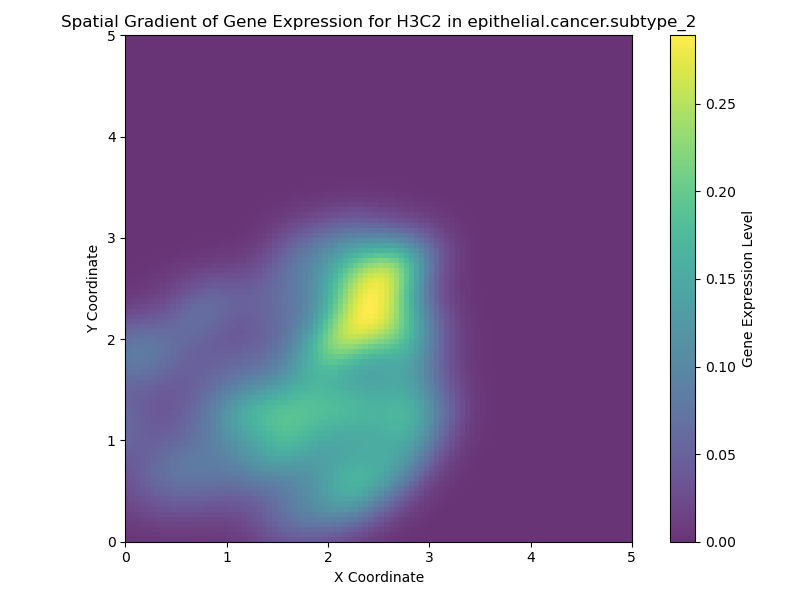 Spatial Gradient of Gene Expression for H3C2 in epithelial.cancer.subtype_2
5
4
3
2
1
0
Y Coordinate
0 1 2 3 4 5
X Coordinate
0.25
0.20
0.15
0.10
0.05
0.00
Gene Expression Level